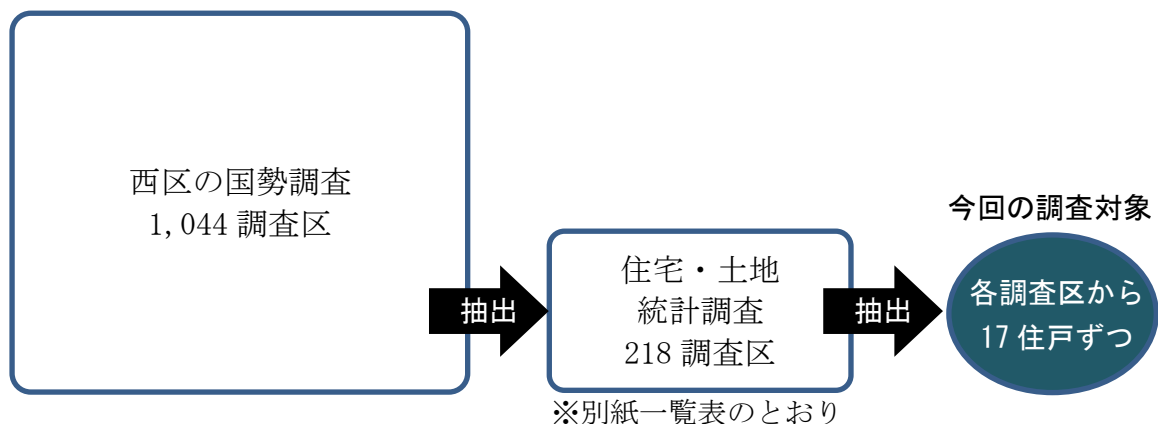 西区の国勢調査
1,044 調査区
抽出
住宅・土地
統計調査
218 調査区
※別紙一覧表のとおり
抽出
今回の調査対象
各調査区から
17 住戸ずつ